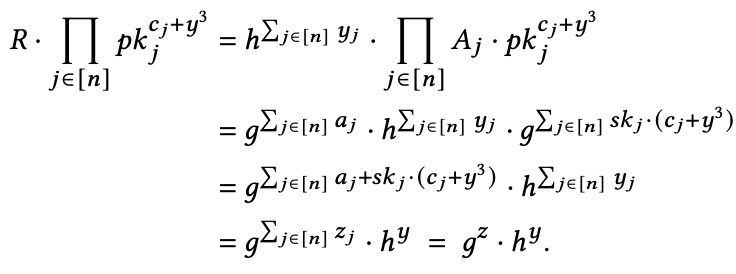 R · ∏_{j∈[n]} pk_j^{c_j+y^3} = h^{∑_{j∈[n]} y_j} · ∏_{j∈[n]} A_j · pk_j^{c_j+y^3}
= g^{∑_{j∈[n]} a_j} · h^{∑_{j∈[n]} y_j} · g^{∑_{j∈[n]} sk_j·(c_j+y^3)}
= g^{∑_{j∈[n]} a_j+sk_j·(c_j+y^3)} · h^{∑_{j∈[n]} y_j}
= g^{∑_{j∈[n]} z_j} · h^y = g^z · h^y.